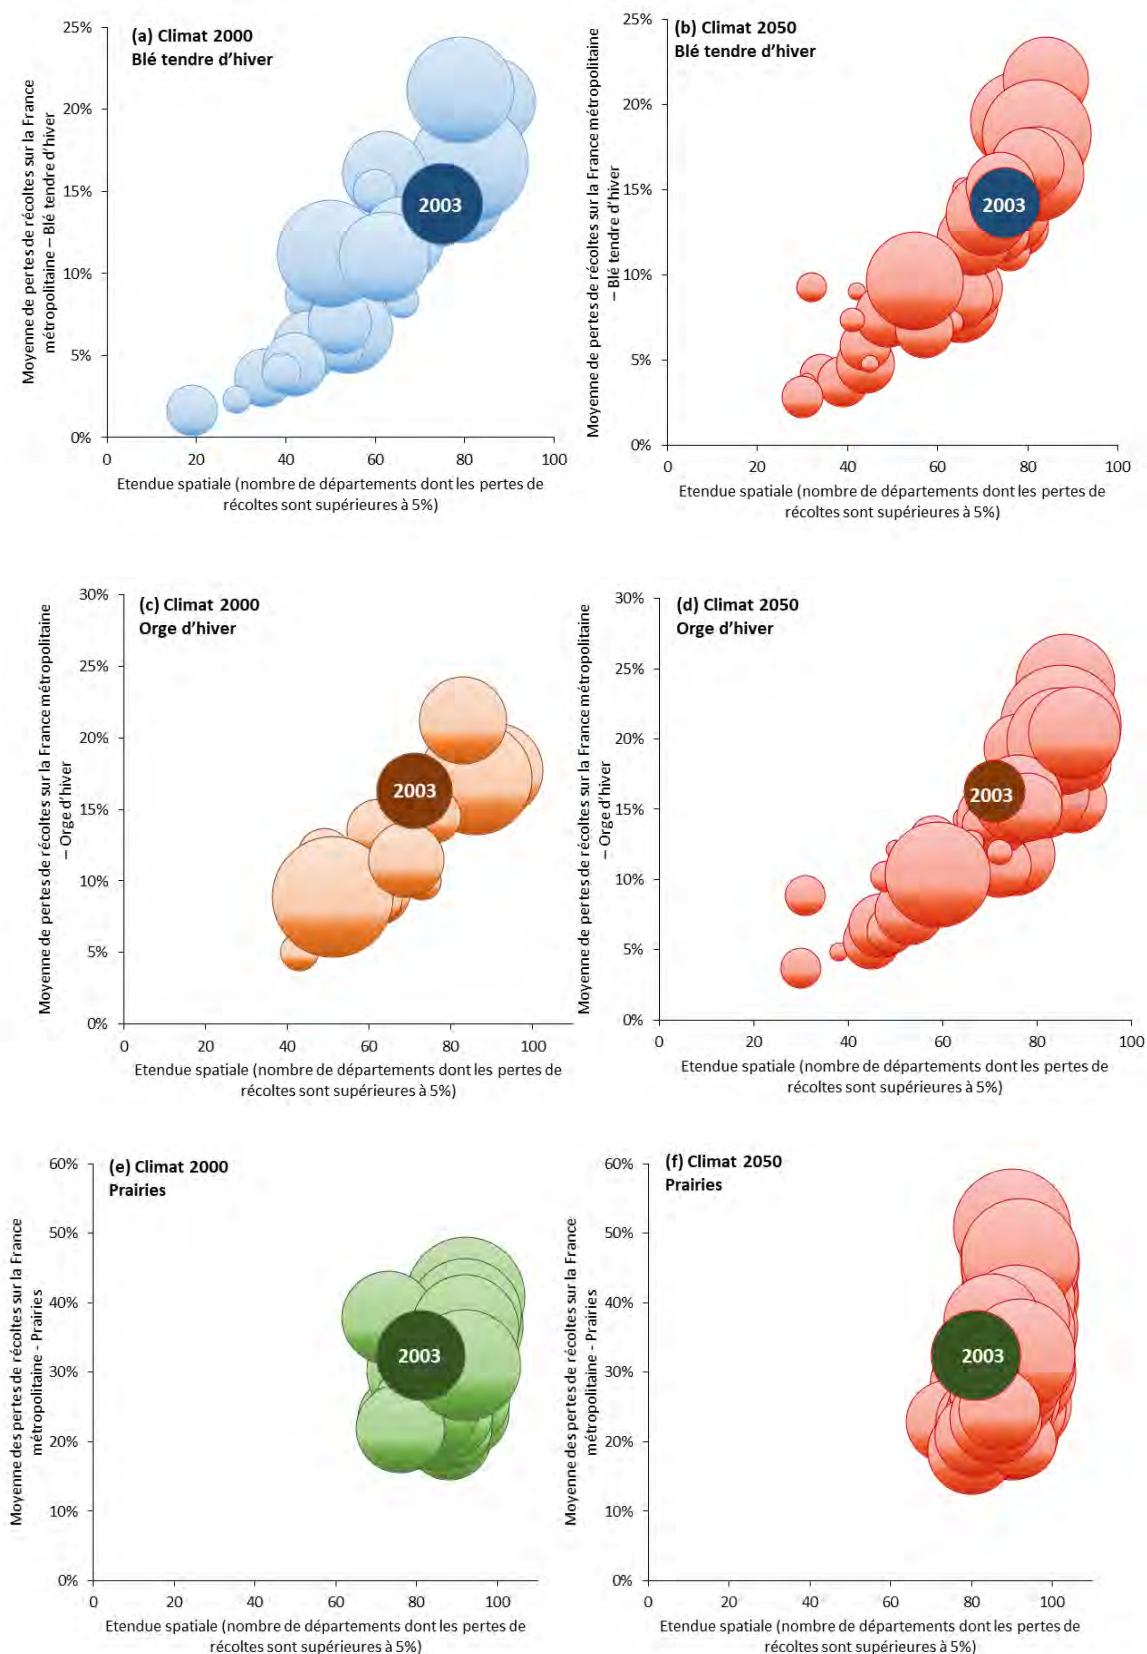 (a) Climat 2000
Blé tendre d’hiver
Moyenne de pertes de récoltes sur la France
métropolitaine – Blé tendre d’hiver
25%
20%
15%
10%
5%
0%
2003
0 20 40 60 80 100
Etendue spatiale (nombre de départements dont les pertes de
récoltes sont supérieures à 5%)
(b) Climat 2050
Blé tendre d’hiver
Moyenne de pertes de récoltes sur la France métropolitaine
– Blé tendre d’hiver
25%
20%
15%
10%
5%
0%
2003
0 20 40 60 80 100
Etendue spatiale (nombre de départements dont les pertes de
récoltes sont supérieures à 5%)
(c) Climat 2000
Orge d’hiver
Moyenne de pertes de récoltes sur la France métropolitaine
– Orge d’hiver
30%
25%
20%
15%
10%
5%
0%
2003
0 20 40 60 80 100
Etendue spatiale (nombre de départements dont les pertes de
récoltes sont supérieures à 5%)
(d) Climat 2050
Orge d’hiver
Moyenne de pertes de récoltes sur la France métropolitaine
– Orge d’hiver
30%
25%
20%
15%
10%
5%
0%
2003
0 20 40 60 80 100
Etendue spatiale (nombre de départements dont les pertes de
récoltes sont supérieures à 5%)
(e) Climat 2000
Prairies
Moyenne des pertes de récoltes sur la France
métropolitaine - Prairies
60%
50%
40%
30%
20%
10%
0%
2003
0 20 40 60 80 100
Etendue spatiale (nombre de départements dont les pertes de
récoltes sont supérieures à 5%)
(f) Climat 2050
Prairies
Moyenne des pertes de récoltes sur la France
métropolitaine - Prairies
60%
50%
40%
30%
20%
10%
0%
2003
0 20 40 60 80 100
Etendue spatiale (nombre de départements dont les pertes de
récoltes sont supérieures à 5%)